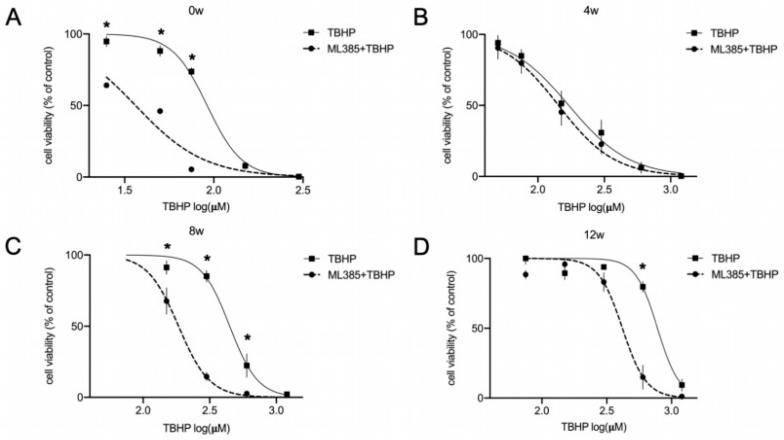 A
0w
* * *
cell viability (% of control)
100
50
0
1.5 2.0 2.5
TBHP log(μM)
TBHP
ML385+TBHP
B
4w
cell viability (% of control)
100
50
0
2.0 2.5 3.0
TBHP log(μM)
TBHP
ML385+TBHP
C
8w
* * *
cell viability (% of control)
100
50
0
2.0 2.5 3.0
TBHP log(μM)
TBHP
ML385+TBHP
D
12w
*
cell viability (% of control)
100
50
0
2.0 2.5 3.0
TBHP log(μM)
TBHP
ML385+TBHP